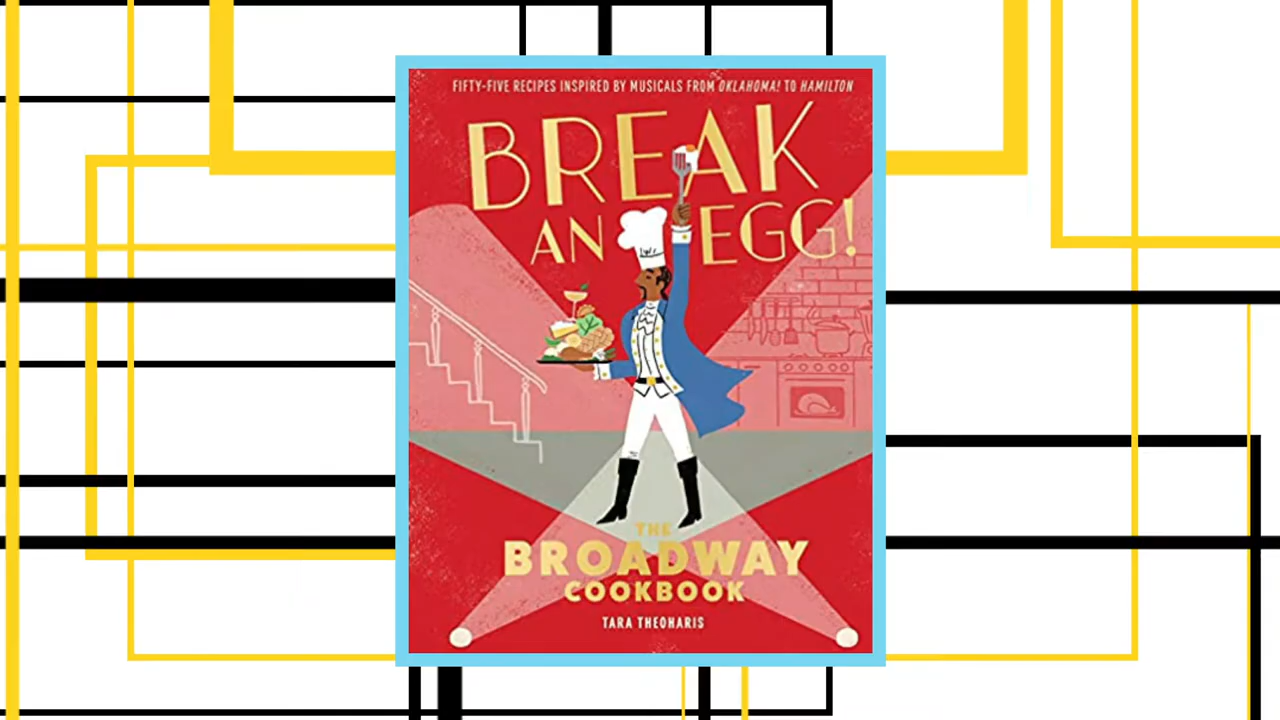 FIFTY-FIVE RECIPES INSPIRED BY MUSICALS FROM OKLAHOMA! TO HAMILTON
BREAK
AN EGG!
THE
BROADWAY
COOKBOOK
TARA THEOHARIS